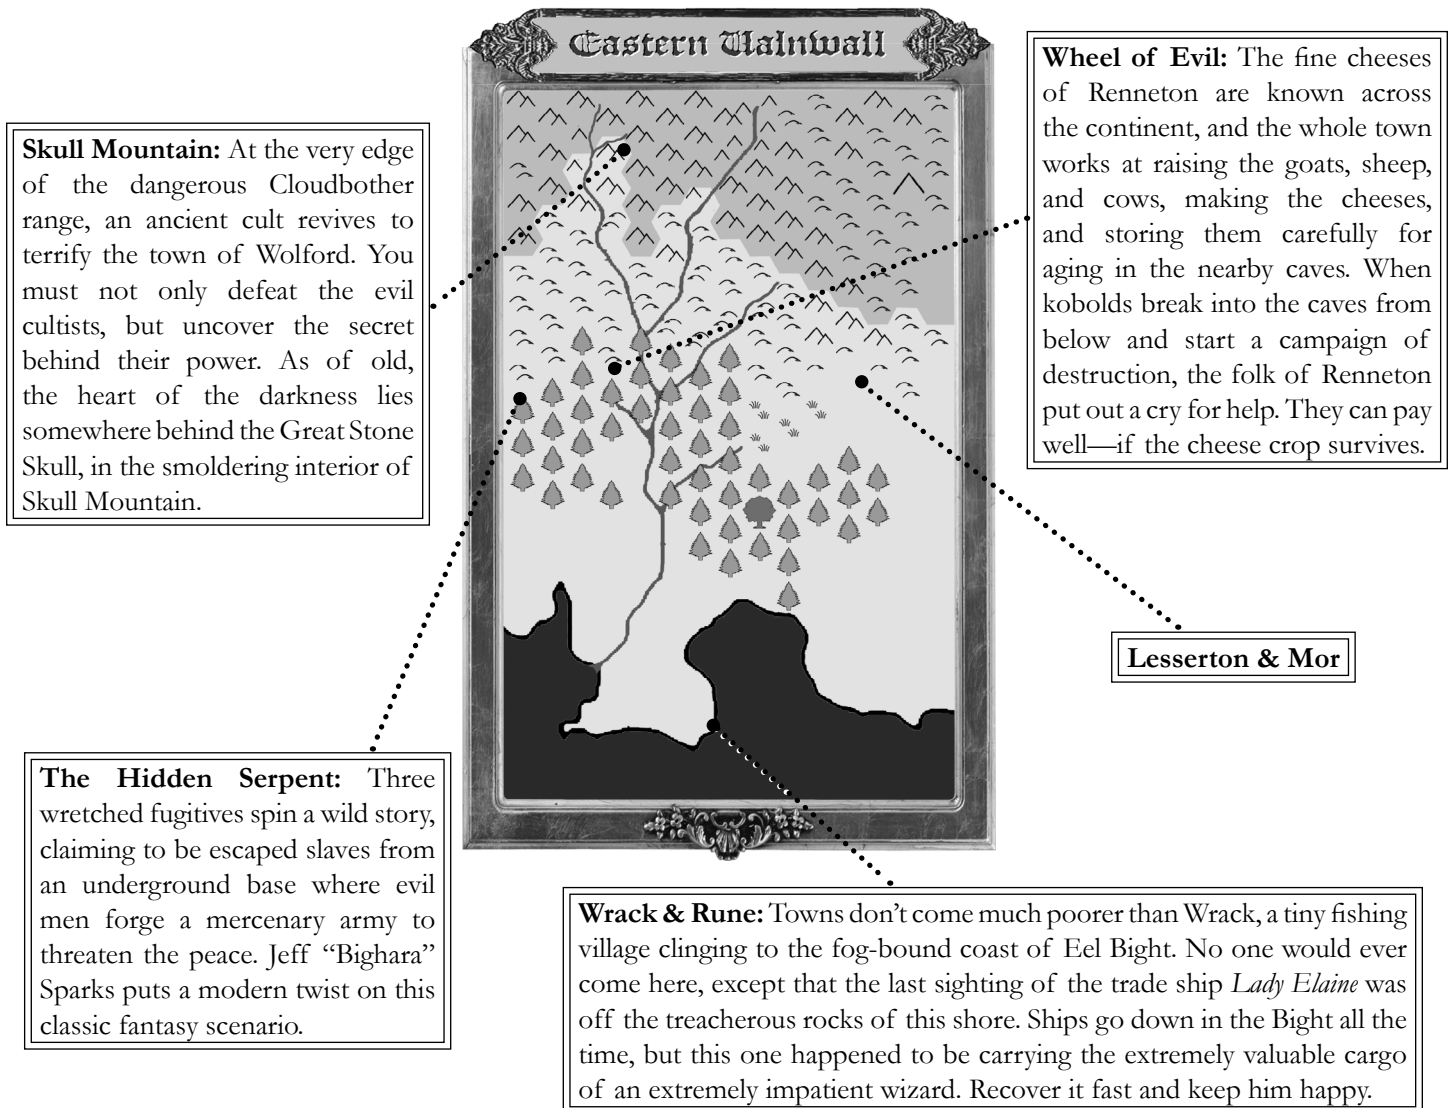 Eastern Ualnwall
Skull Mountain: At the very edge
of the dangerous Cloudbother
range, an ancient cult revives to
terrify the town of Wolford. You
must not only defeat the evil
cultists, but uncover the secret
behind their power. As of old,
the heart of the darkness lies
somewhere behind the Great Stone
Skull, in the smoldering interior of
Skull Mountain.
Wheel of Evil: The fine cheeses
of Renneton are known across
the continent, and the whole town
works at raising the goats, sheep,
and cows, making the cheeses,
and storing them carefully for
aging in the nearby caves. When
kobolds break into the caves from
below and start a campaign of
destruction, the folk of Renneton
put out a cry for help. They can pay
well—if the cheese crop survives.
Lesserton & Mor
The Hidden Serpent: Three
wretched fugitives spin a wild story,
claiming to be escaped slaves from
an underground base where evil
men forge a mercenary army to
threaten the peace. Jeff “Bighara”
Sparks puts a modern twist on this
classic fantasy scenario.
Wrack & Rune: Towns don’t come much poorer than Wrack, a tiny fishing
village clinging to the fog-bound coast of Eel Bight. No one would ever
come here, except that the last sighting of the trade ship Lady Elaine was
off the treacherous rocks of this shore. Ships go down in the Bight all the
time, but this one happened to be carrying the extremely valuable cargo
of an extremely impatient wizard. Recover it fast and keep him happy.